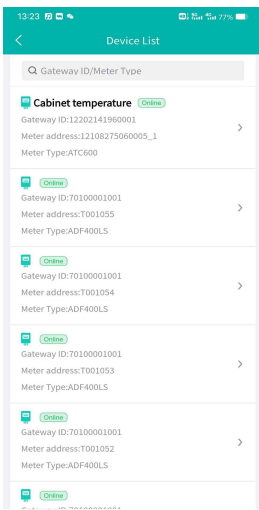 13:23 77%
Device List
Gateway ID/Meter Type
Cabinet temperature Online
Gateway ID:12202141960001
Meter address:12108275060005_1
Meter Type:ATC600
Online
Gateway ID:70100001001
Meter address:T001055
Meter Type:ADF400LS
Online
Gateway ID:70100001001
Meter address:T001054
Meter Type:ADF400LS
Online
Gateway ID:70100001001
Meter address:T001053
Meter Type:ADF400LS
Online
Gateway ID:70100001001
Meter address:T001052
Meter Type:ADF400LS
Online